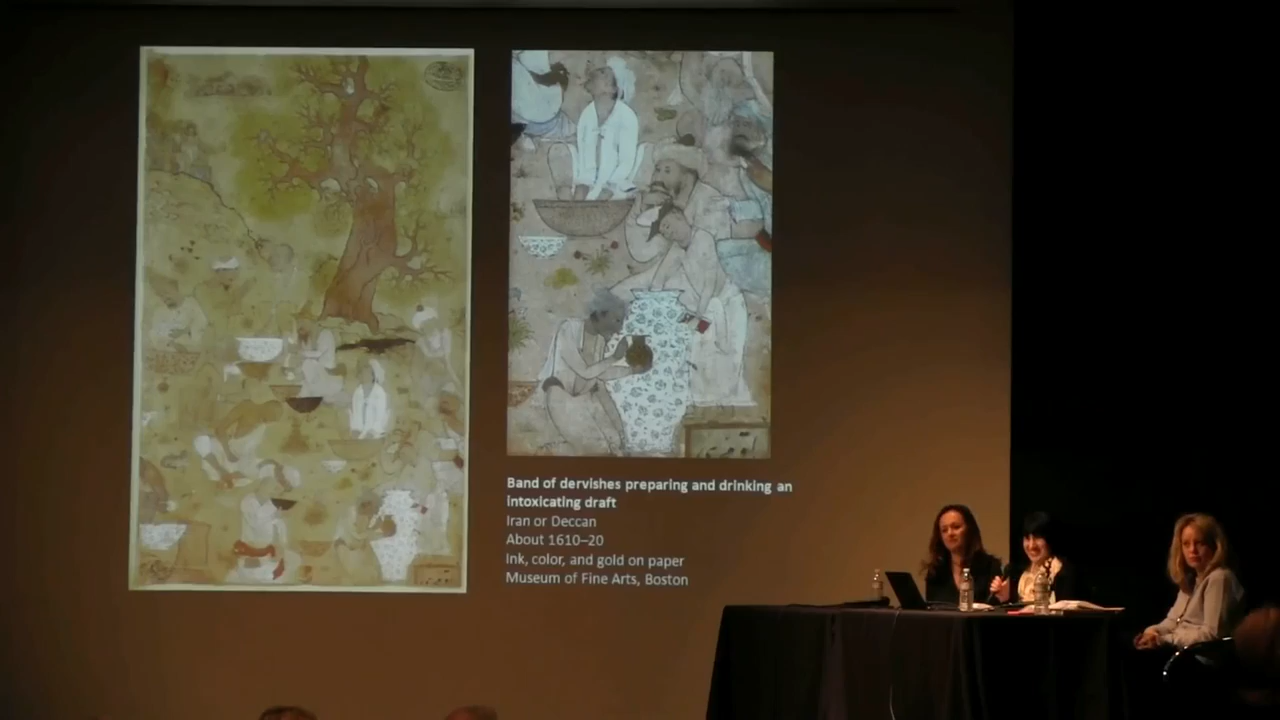 Band of dervishes preparing and drinking an
intoxicating draft
Iran or Deccan
About 1610–20
Ink, color, and gold on paper
Museum of Fine Arts, Boston